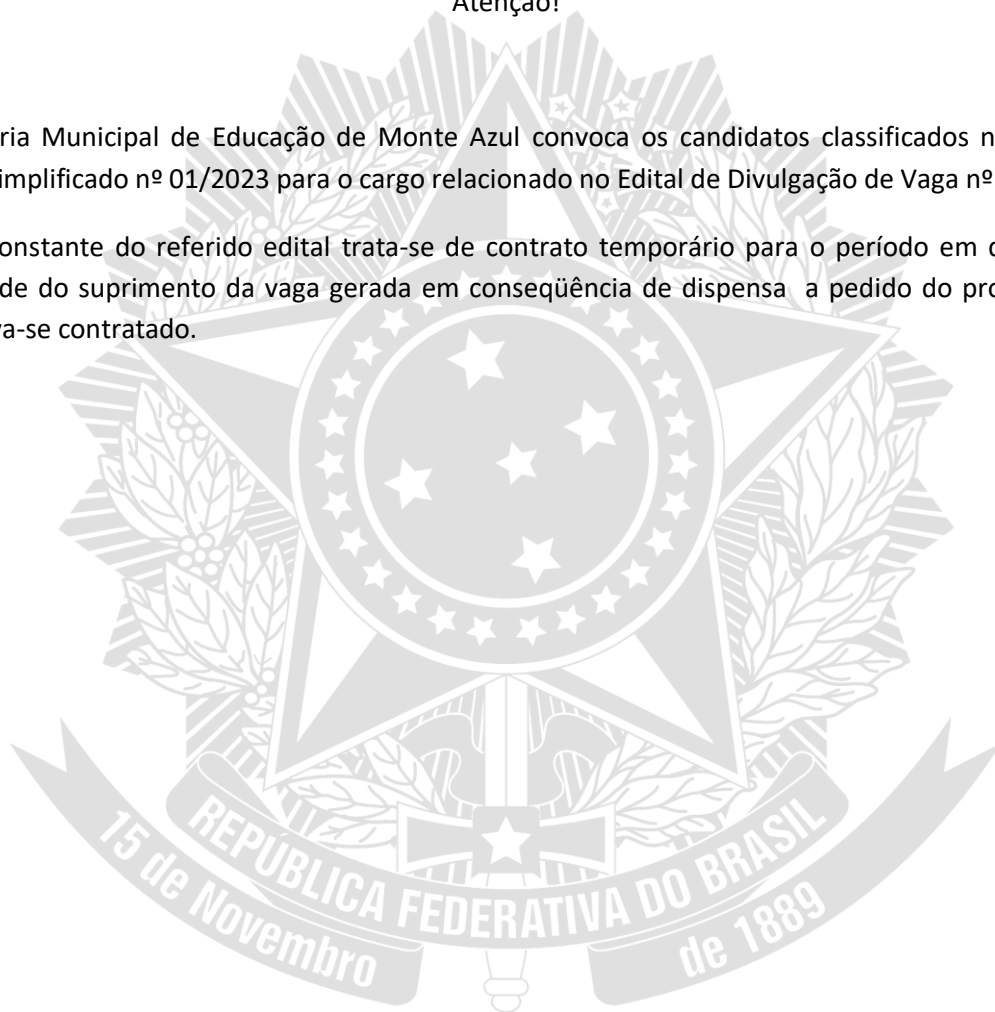 Atenção!
ria Municipal de Educação de Monte Azul convoca os candidatos classificados n
implificado nº 01/2023 para o cargo relacionado no Edital de Divulgação de Vaga nº
onstante do referido edital trata-se de contrato temporário para o período em
de do suprimento da vaga gerada em conseqüência de dispensa a pedido do pro
va-se contratado.
REPÚBLICA FEDERATIVA DO BRASIL
15 de Novembro
de 1889